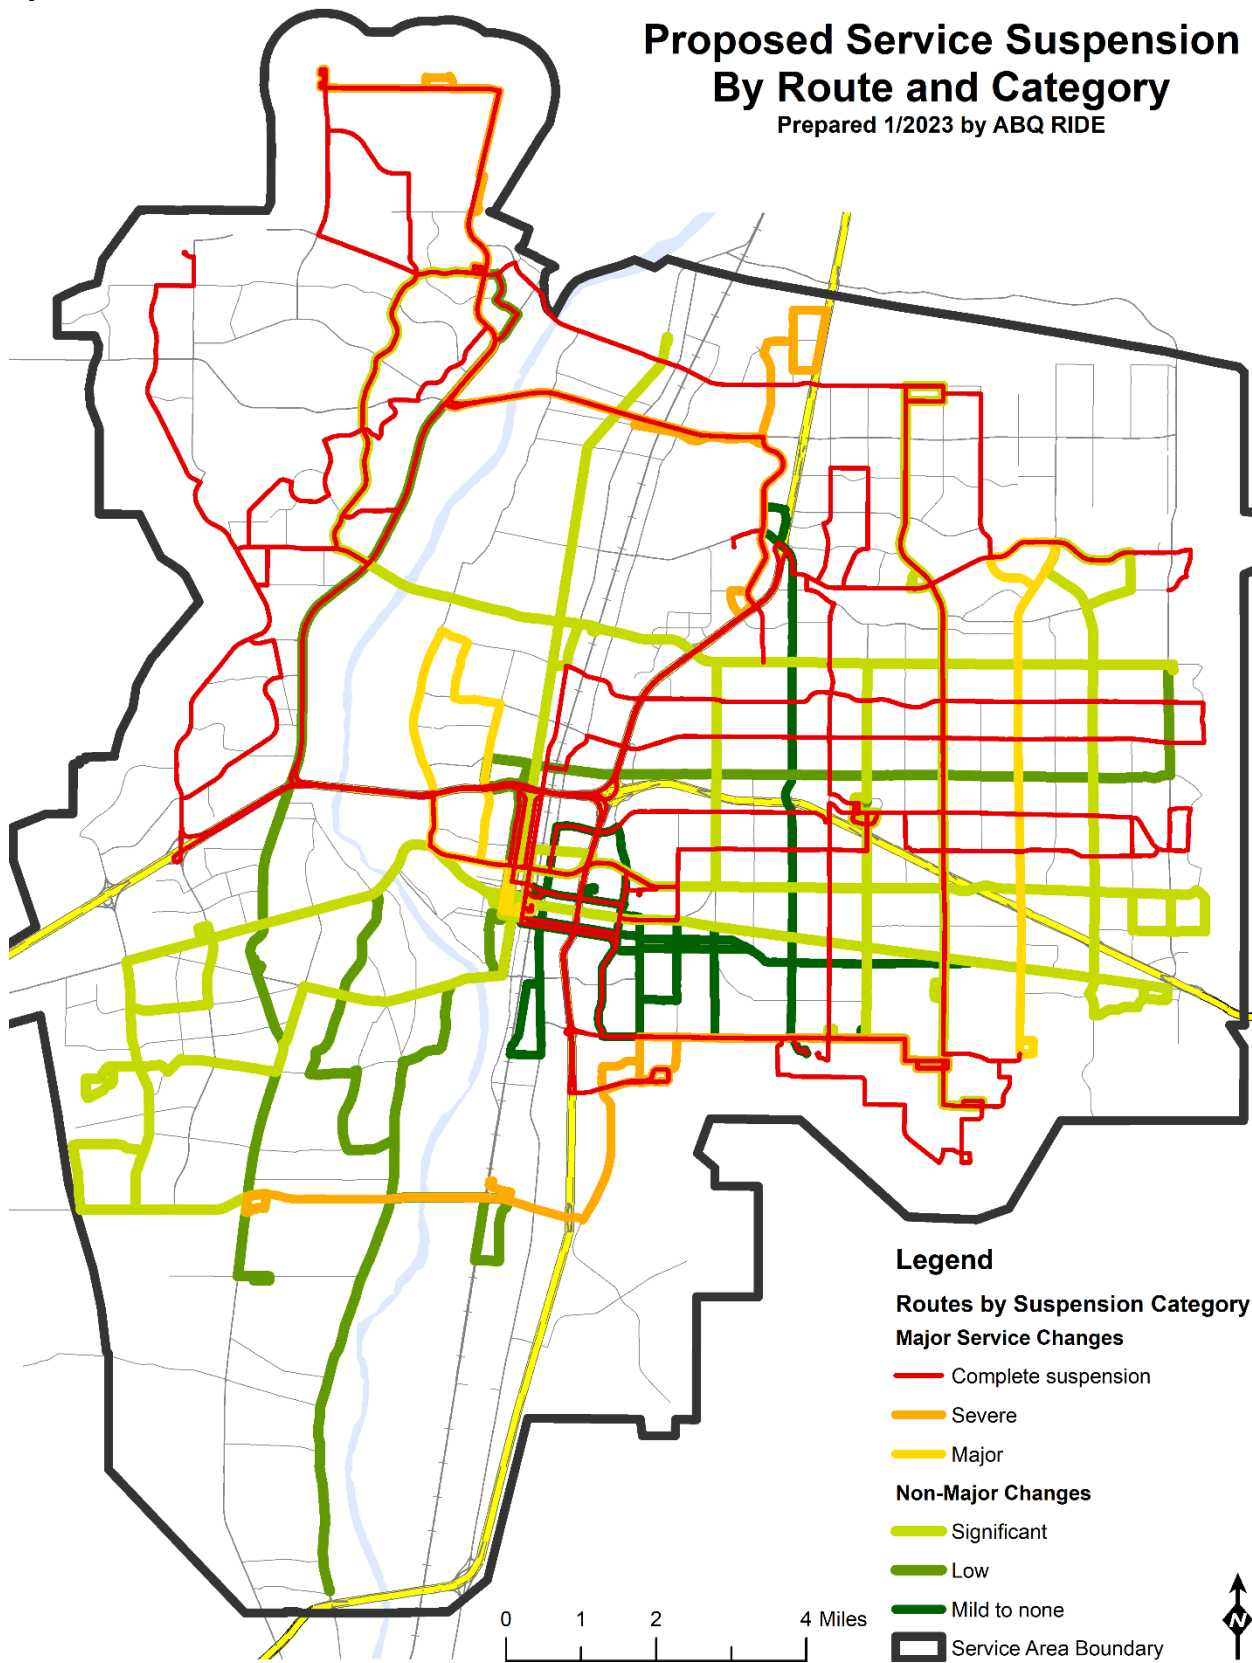 Proposed Service Suspension
By Route and Category
Prepared 1/2023 by ABQ RIDE
Legend
Routes by Suspension Category
Major Service Changes
Complete suspension
Severe
Major
Non-Major Changes
Significant
Low
Mild to none
Service Area Boundary
0 1 2 4 Miles
N